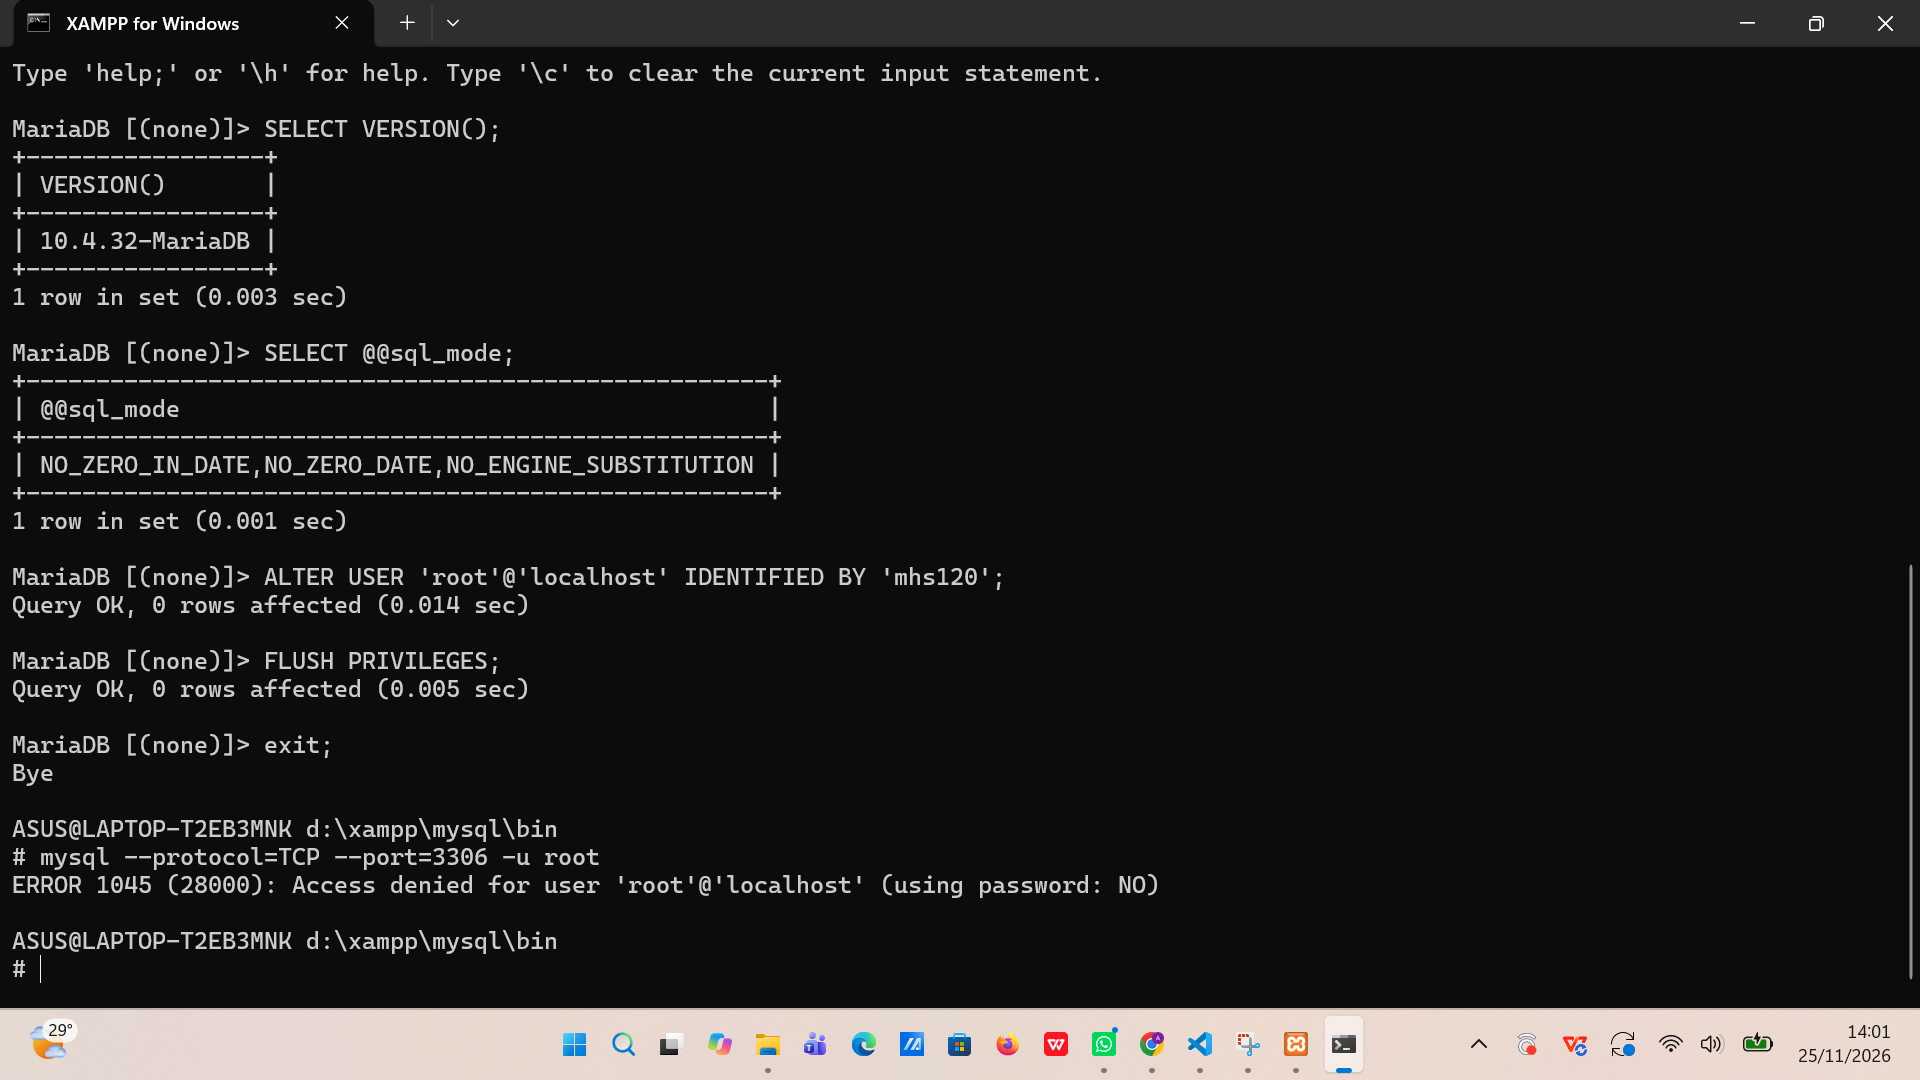 XAMPP for Windows
Type 'help;' or '\h' for help. Type '\c' to clear the current input statement.
MariaDB [(none)]> SELECT VERSION();
+-----------------+
| VERSION()       |
+-----------------+
| 10.4.32-MariaDB |
+-----------------+
1 row in set (0.003 sec)
MariaDB [(none)]> SELECT @@sql_mode;
+-----------------------------------------------------+
| @@sql_mode                                          |
+-----------------------------------------------------+
| NO_ZERO_IN_DATE,NO_ZERO_DATE,NO_ENGINE_SUBSTITUTION |
+-----------------------------------------------------+
1 row in set (0.001 sec)
MariaDB [(none)]> ALTER USER 'root'@'localhost' IDENTIFIED BY 'mhs120';
Query OK, 0 rows affected (0.014 sec)
MariaDB [(none)]> FLUSH PRIVILEGES;
Query OK, 0 rows affected (0.005 sec)
MariaDB [(none)]> exit;
Bye
ASUS@LAPTOP-T2EB3MNK d:\xampp\mysql\bin
# mysql --protocol=TCP --port=3306 -u root
ERROR 1045 (28000): Access denied for user 'root'@'localhost' (using password: NO)
ASUS@LAPTOP-T2EB3MNK d:\xampp\mysql\bin
#
29°
14:01
25/11/2026